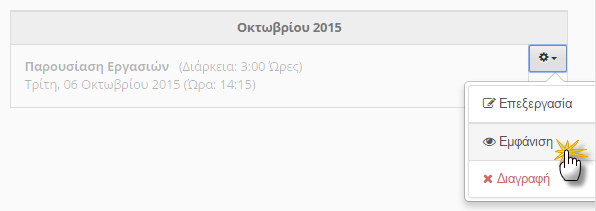 Οκτωβρίου 2015
Παρουσίαση Εργασιών (Διάρκεια: 3:00 Ώρες)
Τρίτη, 06 Οκτωβρίου 2015 (Ώρα: 14:15)
Επεξεργασία
Εμφάνιση
Διαγραφή